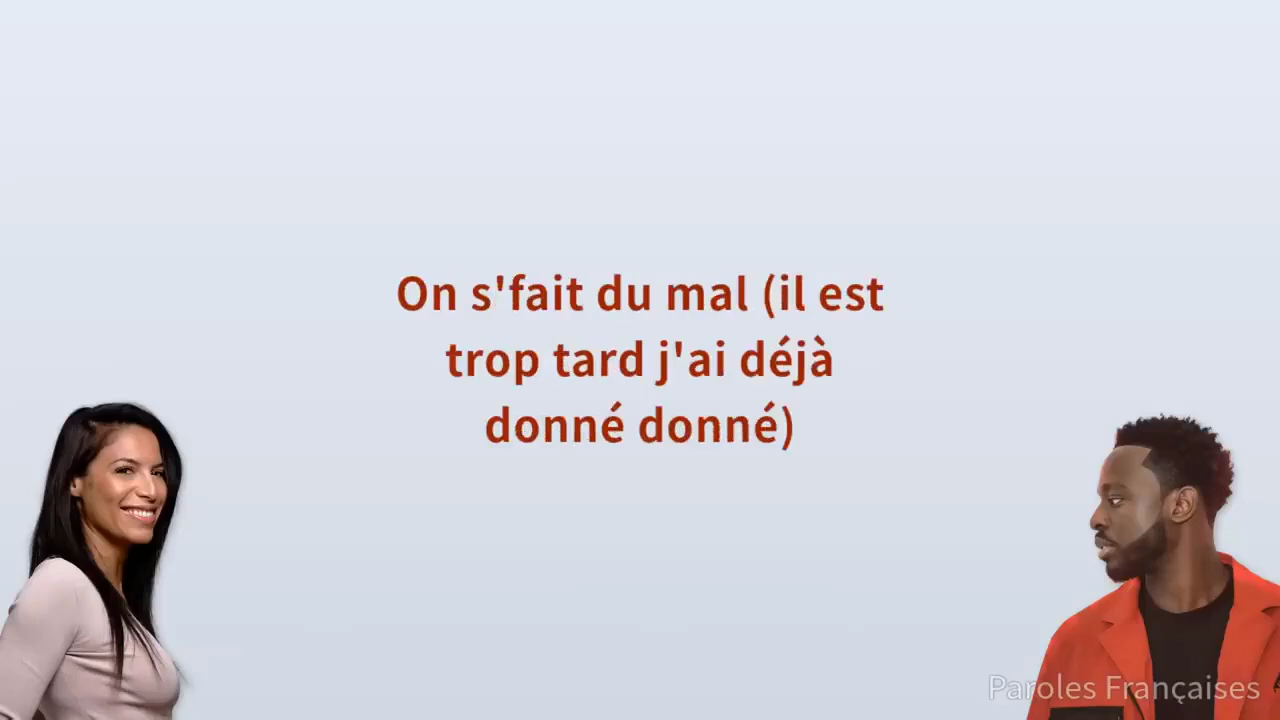 On s'fait du mal (il est
trop tard j'ai déjà
donné donné)
Paroles Françaises